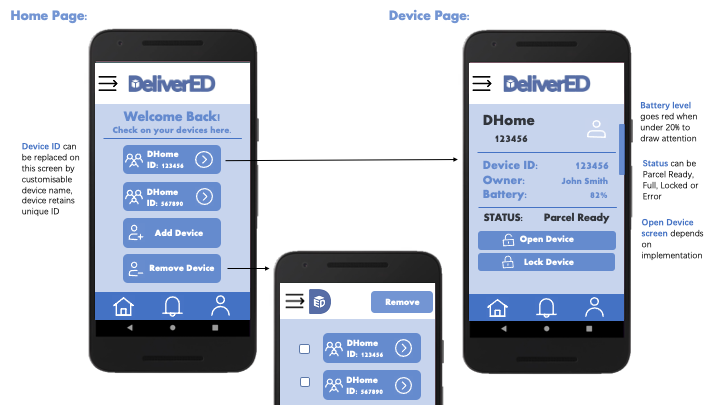 Home Page:
Device ID can
be replaced on
this screen by
customisable
device name,
device retains
unique ID
DeliverED
Welcome Back!
Check on your devices here.
DHome
ID: 123456
DHome
ID: 567890
Add Device
Remove Device
Remove
DHome
ID: 123456
DHome
ID: 567890
Device Page:
DeliverED
DHome
123456
Device ID: 123456
Owner: John Smith
Battery: 82%
STATUS: Parcel Ready
Open Device
Lock Device
Battery level
goes red when
under 20% to
draw attention
Status can be
Parcel Ready,
Full, Locked or
Error
Open Device
screen depends
on
implementation